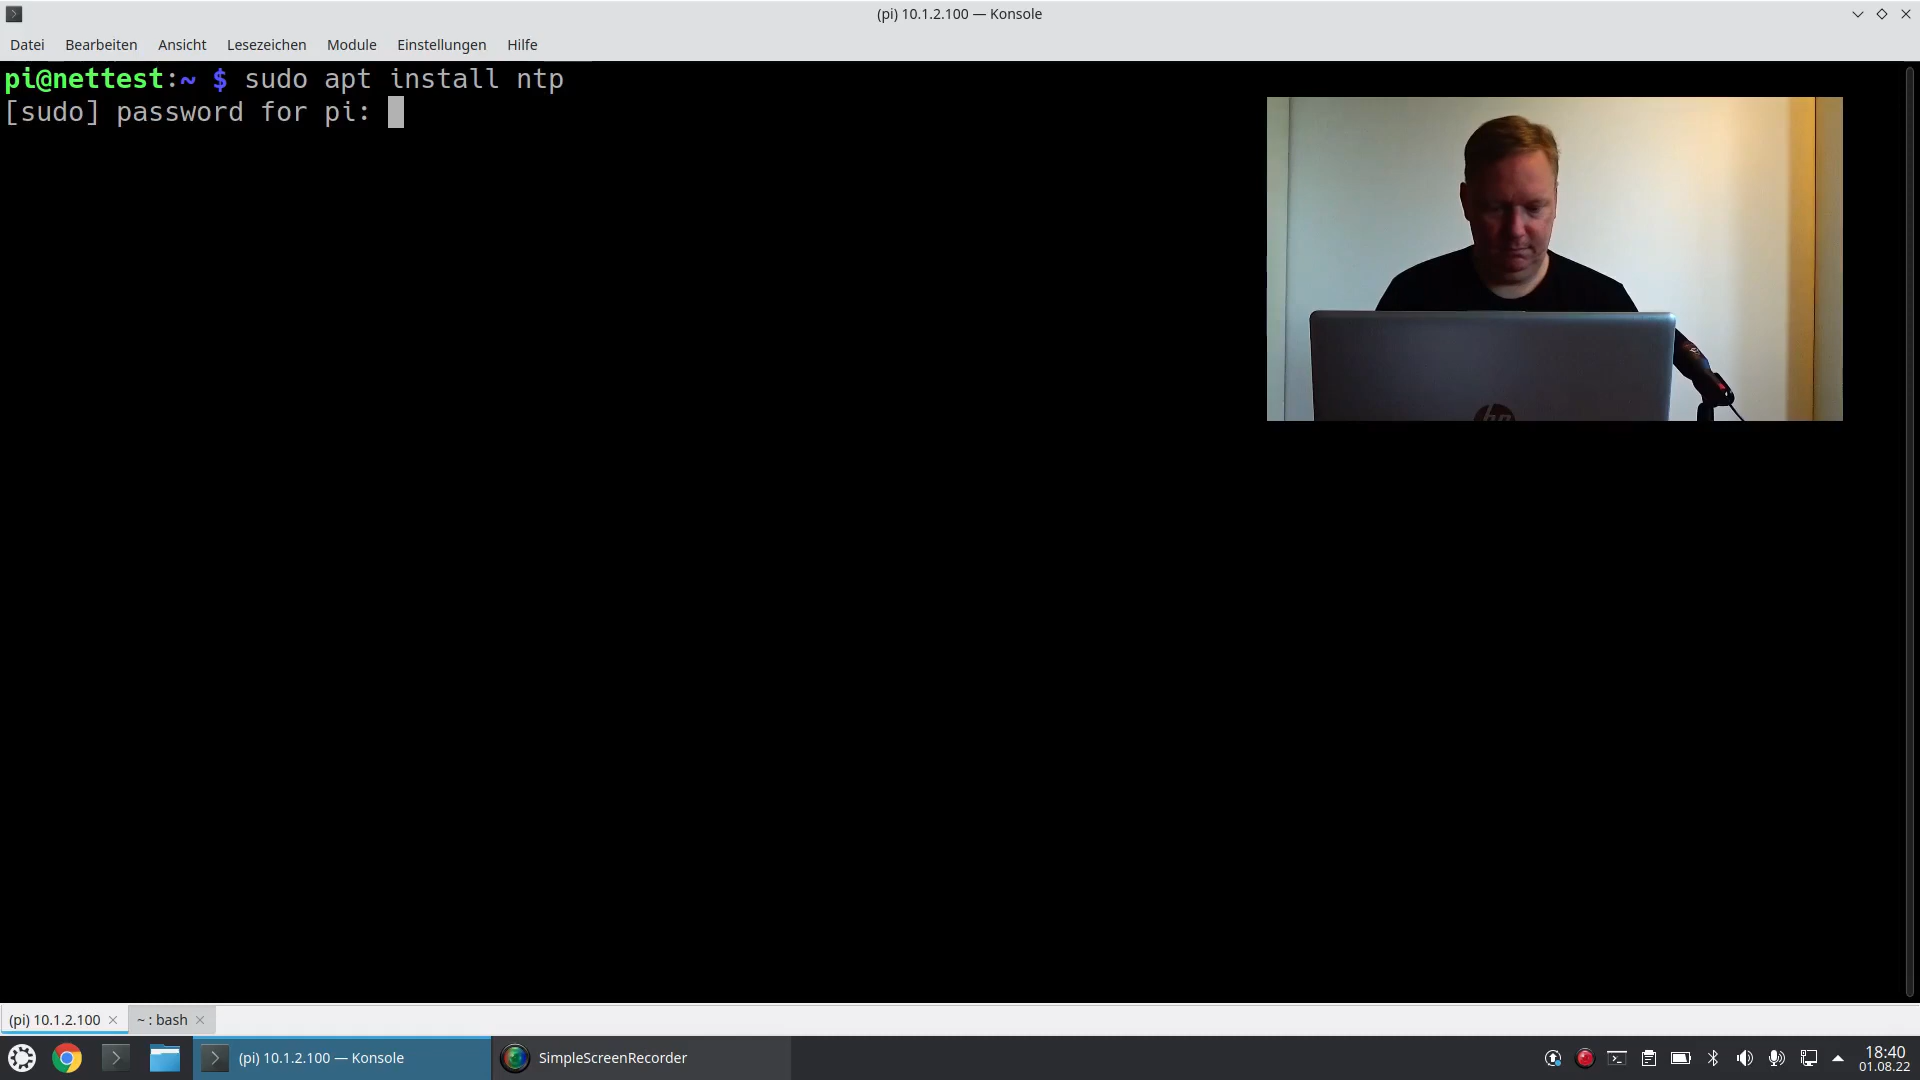 (pi) 10.1.2.100 — Konsole
Datei Bearbeiten Ansicht Lesezeichen Module Einstellungen Hilfe
pi@nettest:~ $ sudo apt install ntp
[sudo] password for pi:
hp
(pi) 10.1.2.100
~ : bash
(pi) 10.1.2.100 — Konsole
SimpleScreenRecorder
18:40
01.08.22